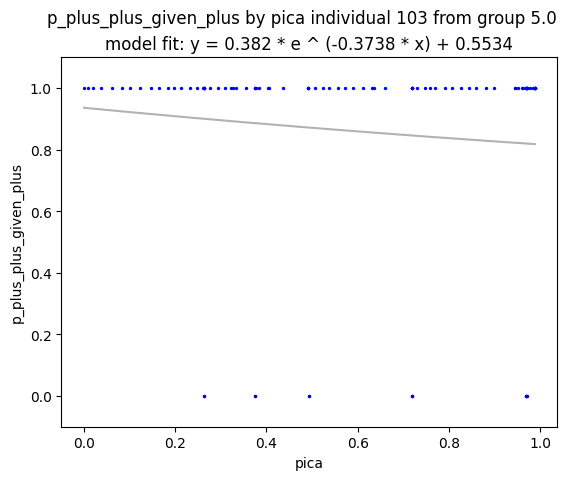 p_plus_plus_given_plus by pica individual 103 from group 5.0
model fit: y = 0.382 * e ^ (-0.3738 * x) + 0.5534
1.0
0.8
0.6
0.4
0.2
0.0
p_plus_plus_given_plus
0.0 0.2 0.4 0.6 0.8 1.0
pica